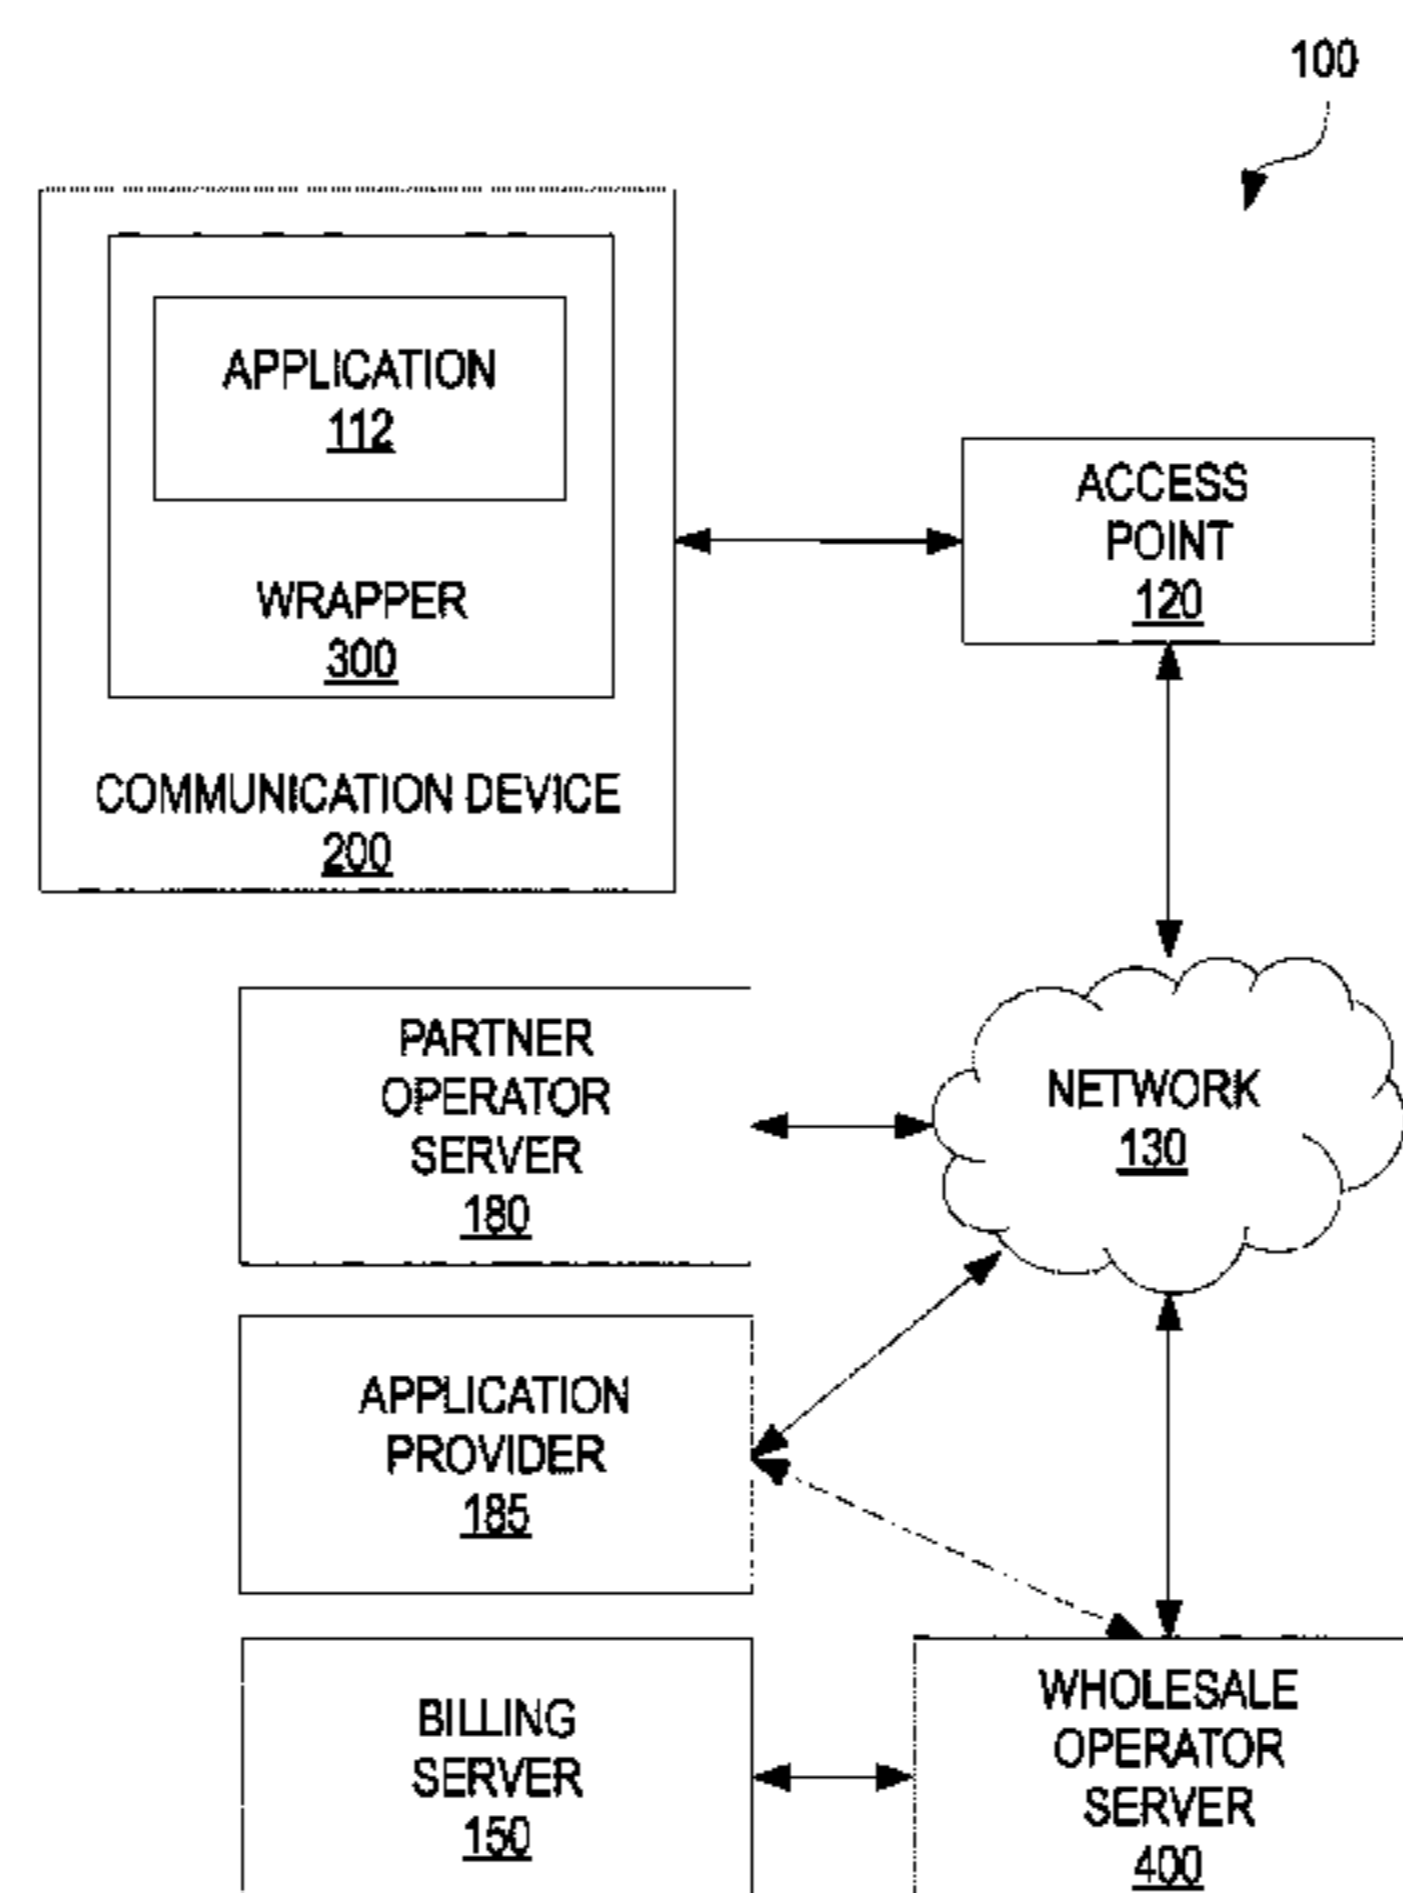 100
APPLICATION
112
WRAPPER
300
COMMUNICATION DEVICE
200
ACCESS
POINT
120
PARTNER
OPERATOR
SERVER
180
NETWORK
130
APPLICATION
PROVIDER
185
BILLING
SERVER
150
WHOLESALE
OPERATOR
SERVER
400